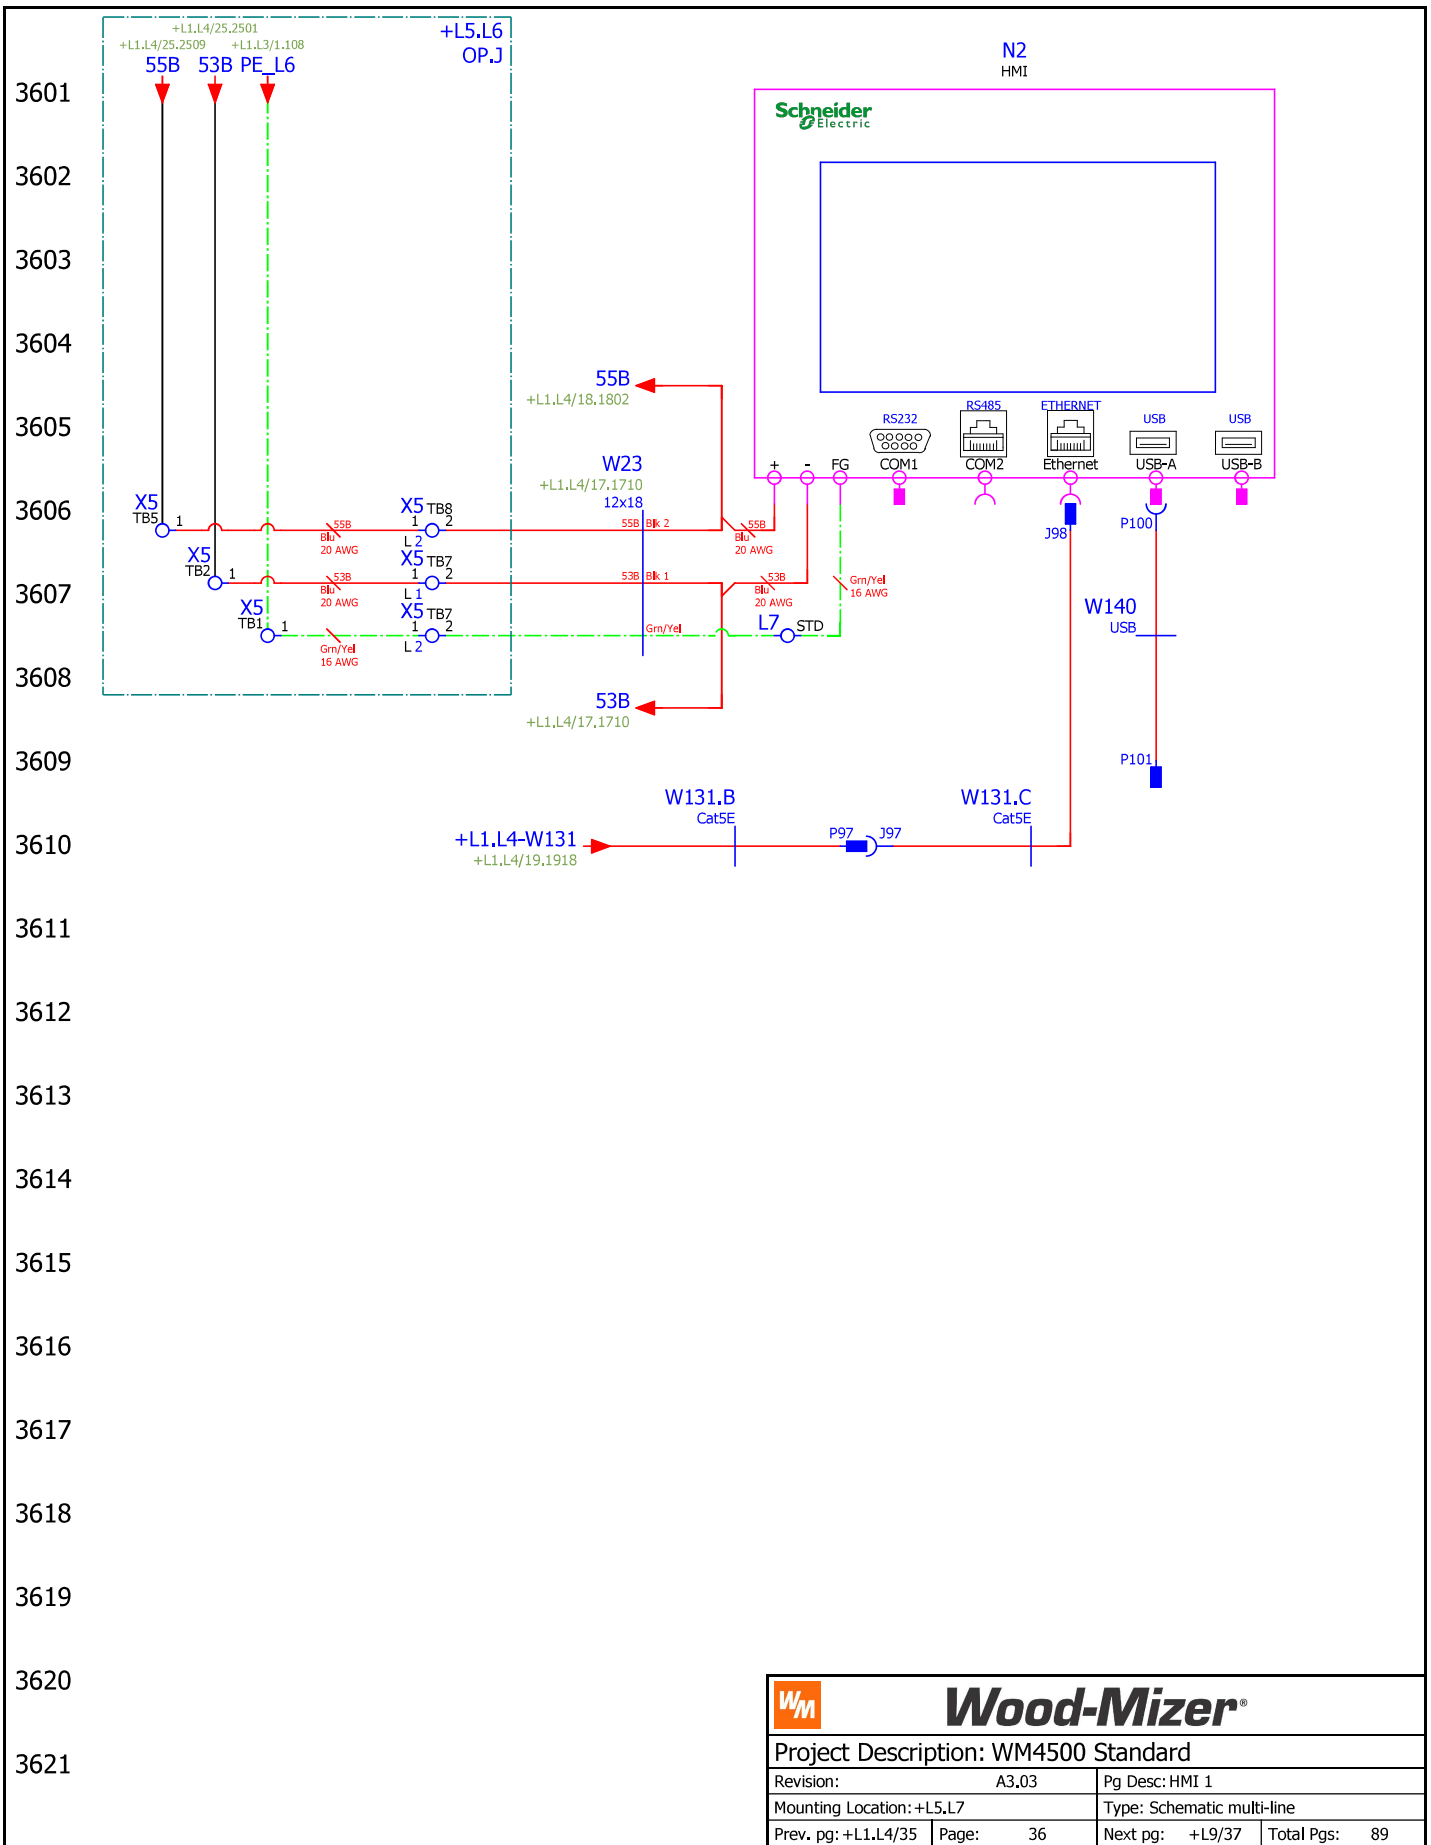 +L1.L4/25.2501
+L1.L4/25.2509
+L1.L3/1.108
55B
53B
PE_L6
+L5.L6
OP.J
N2
HMI
Schneider
Electric
3601
3602
3603
3604
3605
3606
3607
3608
3609
3610
3611
3612
3613
3614
3615
3616
3617
3618
3619
3620
3621
55B
+L1.L4/18.1802
RS232
RS485
ETHERNET
USB
USB
+
-
FG
COM1
COM2
Ethernet
USB-A
USB-B
W23
+L1.L4/17.1710
12x18
X5
TB5
1
55B
Blu
20 AWG
X5 TB8
1 2
L 2
55B
Blk 2
55B
Blu
20 AWG
X5
TB2
1
53B
Blu
20 AWG
X5 TB7
1 2
L 1
53B
Blk 1
53B
Blu
20 AWG
Grn/Yel
16 AWG
X5
TB1
1
Grn/Yel
16 AWG
X5 TB7
1 2
L 2
Grn/Yel
L7
STD
J98
P100
W140
USB
P101
53B
+L1.L4/17.1710
W131.B
Cat5E
P97
J97
W131.C
Cat5E
+L1.L4-W131
+L1.L4/19.1918
WM
Wood-Mizer®
Project Description: WM4500 Standard
Revision: A3.03
Pg Desc: HMI 1
Mounting Location: +L5.L7
Type: Schematic multi-line
Prev. pg: +L1.L4/35
Page: 36
Next pg: +L9/37
Total Pgs: 89